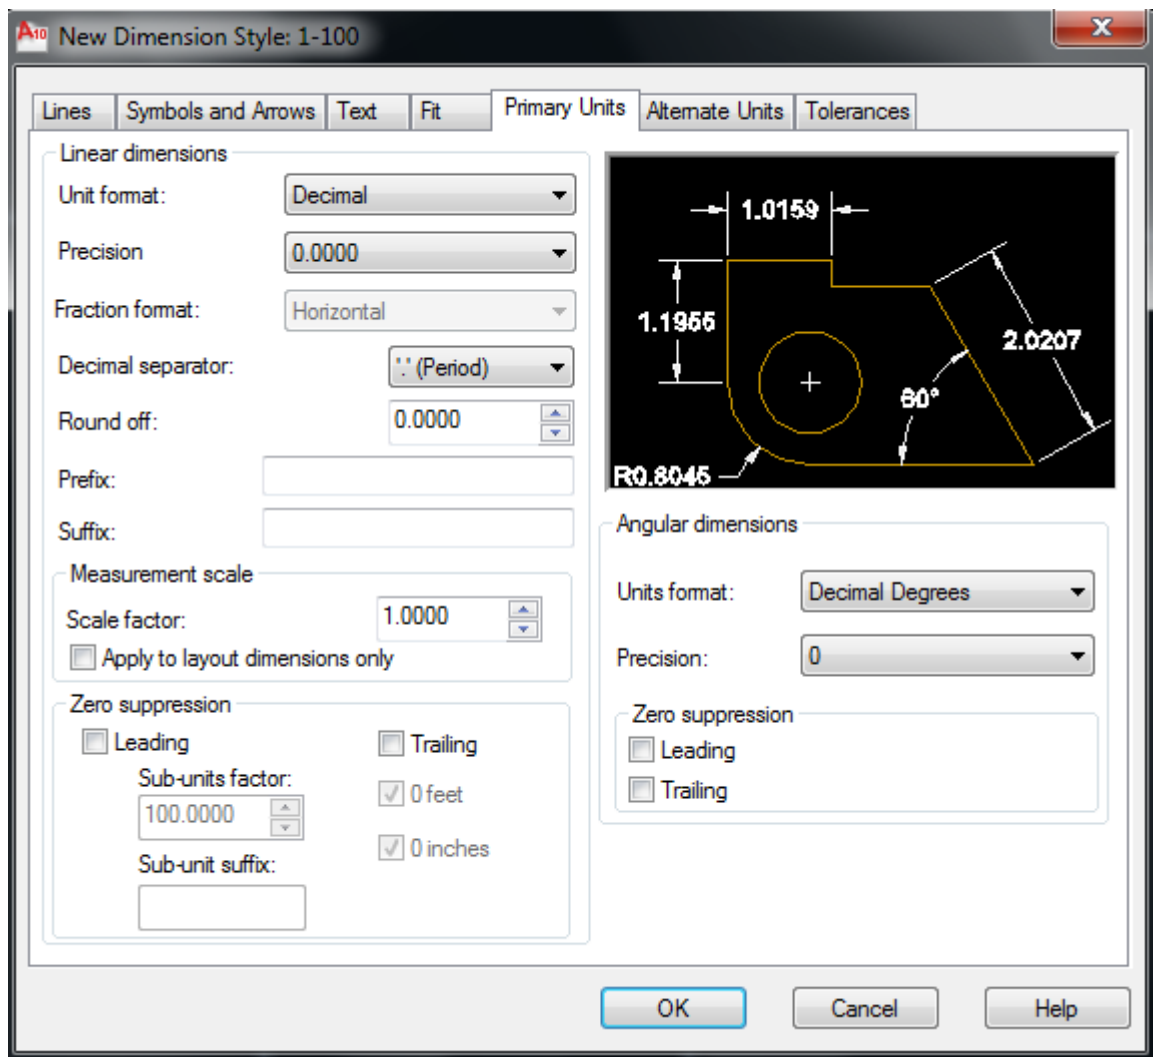 A10 New Dimension Style: 1-100
X
Lines Symbols and Arrows Text Fit Primary Units Alternate Units Tolerances
Linear dimensions
Unit format: Decimal
Precision 0.0000
Fraction format: Horizontal
Decimal separator: '.' (Period)
Round off: 0.0000
Prefix:
Suffix:
Measurement scale
Scale factor: 1.0000
Apply to layout dimensions only
Zero suppression
Leading
Trailing
Sub-units factor:
100.0000
0 feet
0 inches
Sub-unit suffix:
1.0159
1.1955
2.0207
60°
R0.8045
Angular dimensions
Units format: Decimal Degrees
Precision: 0
Zero suppression
Leading
Trailing
OK Cancel Help